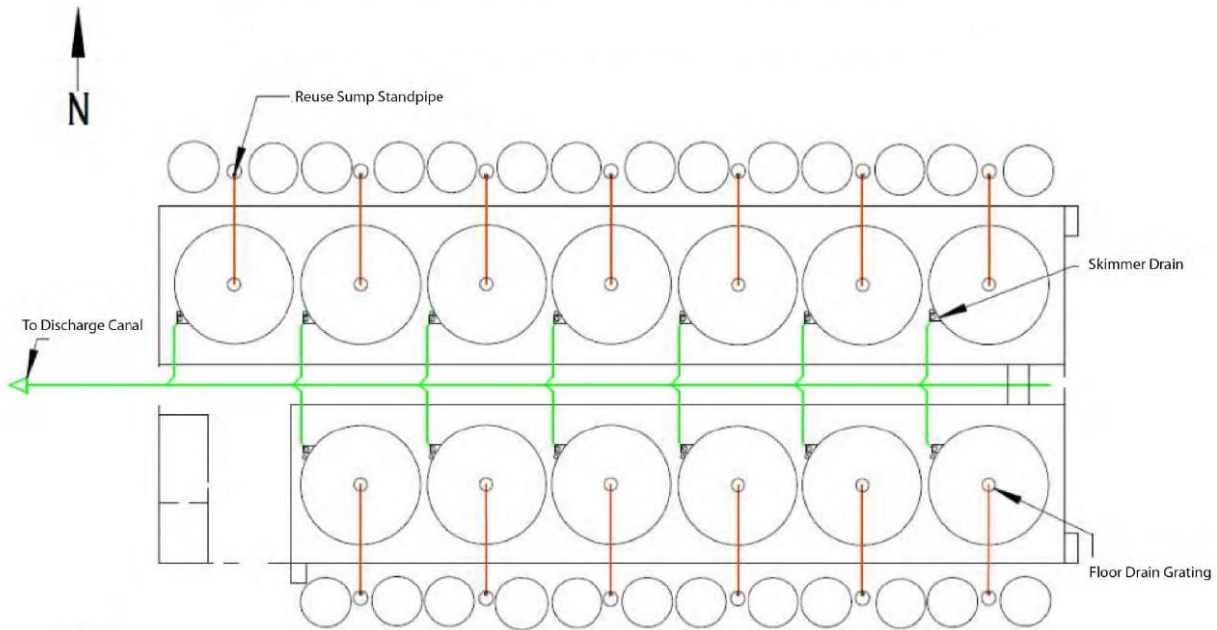 N
Reuse Sump Standpipe
Skimmer Drain
To Discharge Canal
Floor Drain Grating